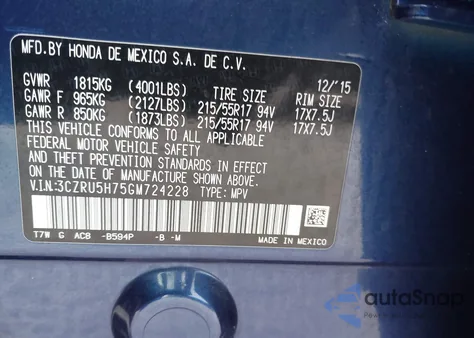 MFD.BY HONDA DE MEXICO S.A. DE C.V.
12/'15
GVWR 1815KG (4001LBS) TIRE SIZE RIM SIZE
GAWR F 965KG (2127LBS) 215/55R17 94V 17X7.5J
GAWR R 850KG (1873LBS) 215/55R17 94V 17X7.5J
THIS VEHICLE CONFORMS TO ALL APPLICABLE
FEDERAL MOTOR VEHICLE SAFETY, BUMPER
AND THEFT PREVENTION STANDARDS IN EFFECT
ON THE DATE OF MANUFACTURE SHOWN ABOVE.
V.I.N:3CZRU5H75GM724228 TYPE: MPV
T7W G ACB -B594P -B -M MADE IN MEXICO
autoSnap